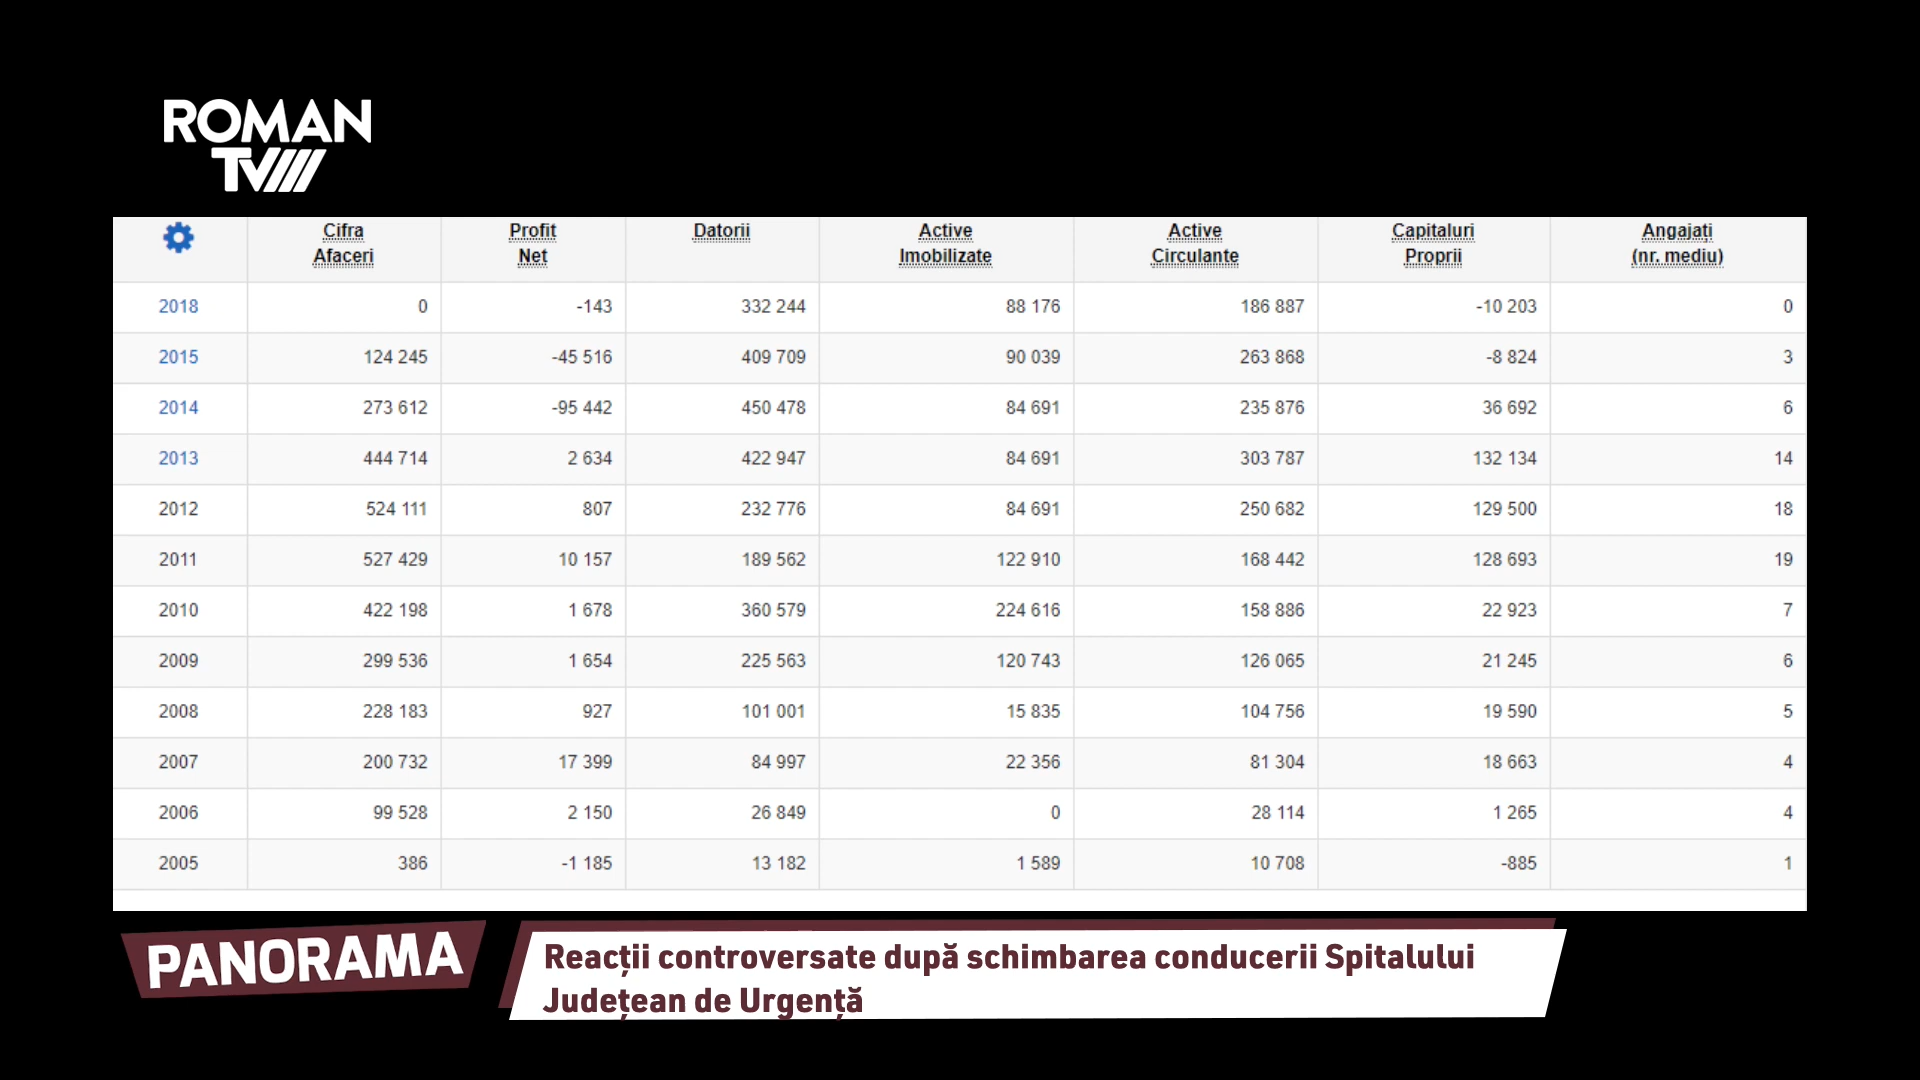 ROMAN
TV
Cifra Afaceri Profit Net Datorii Active Imobilizate Active Circulante Capitaluri Proprii Angajați (nr. mediu)
2018 0 -143 332 244 88 176 186 887 -10 203 0
2015 124 245 -45 516 409 709 90 039 263 868 -8 824 3
2014 273 612 -95 442 450 478 84 691 235 876 36 692 6
2013 444 714 2 634 422 947 84 691 303 787 132 134 14
2012 524 111 807 232 776 84 691 250 682 129 500 18
2011 527 429 10 157 189 562 122 910 168 442 128 693 19
2010 422 198 1 678 360 579 224 616 158 886 22 923 7
2009 299 536 1 654 225 563 120 743 126 065 21 245 6
2008 228 183 927 101 001 15 835 104 756 19 590 5
2007 200 732 17 399 84 997 22 356 81 304 18 663 4
2006 99 528 2 150 26 849 0 28 114 1 265 4
2005 386 -1 185 13 182 1 589 10 708 -885 1
PANORAMA
Reacții controversate după schimbarea conducerii Spitalului
Județean de Urgență